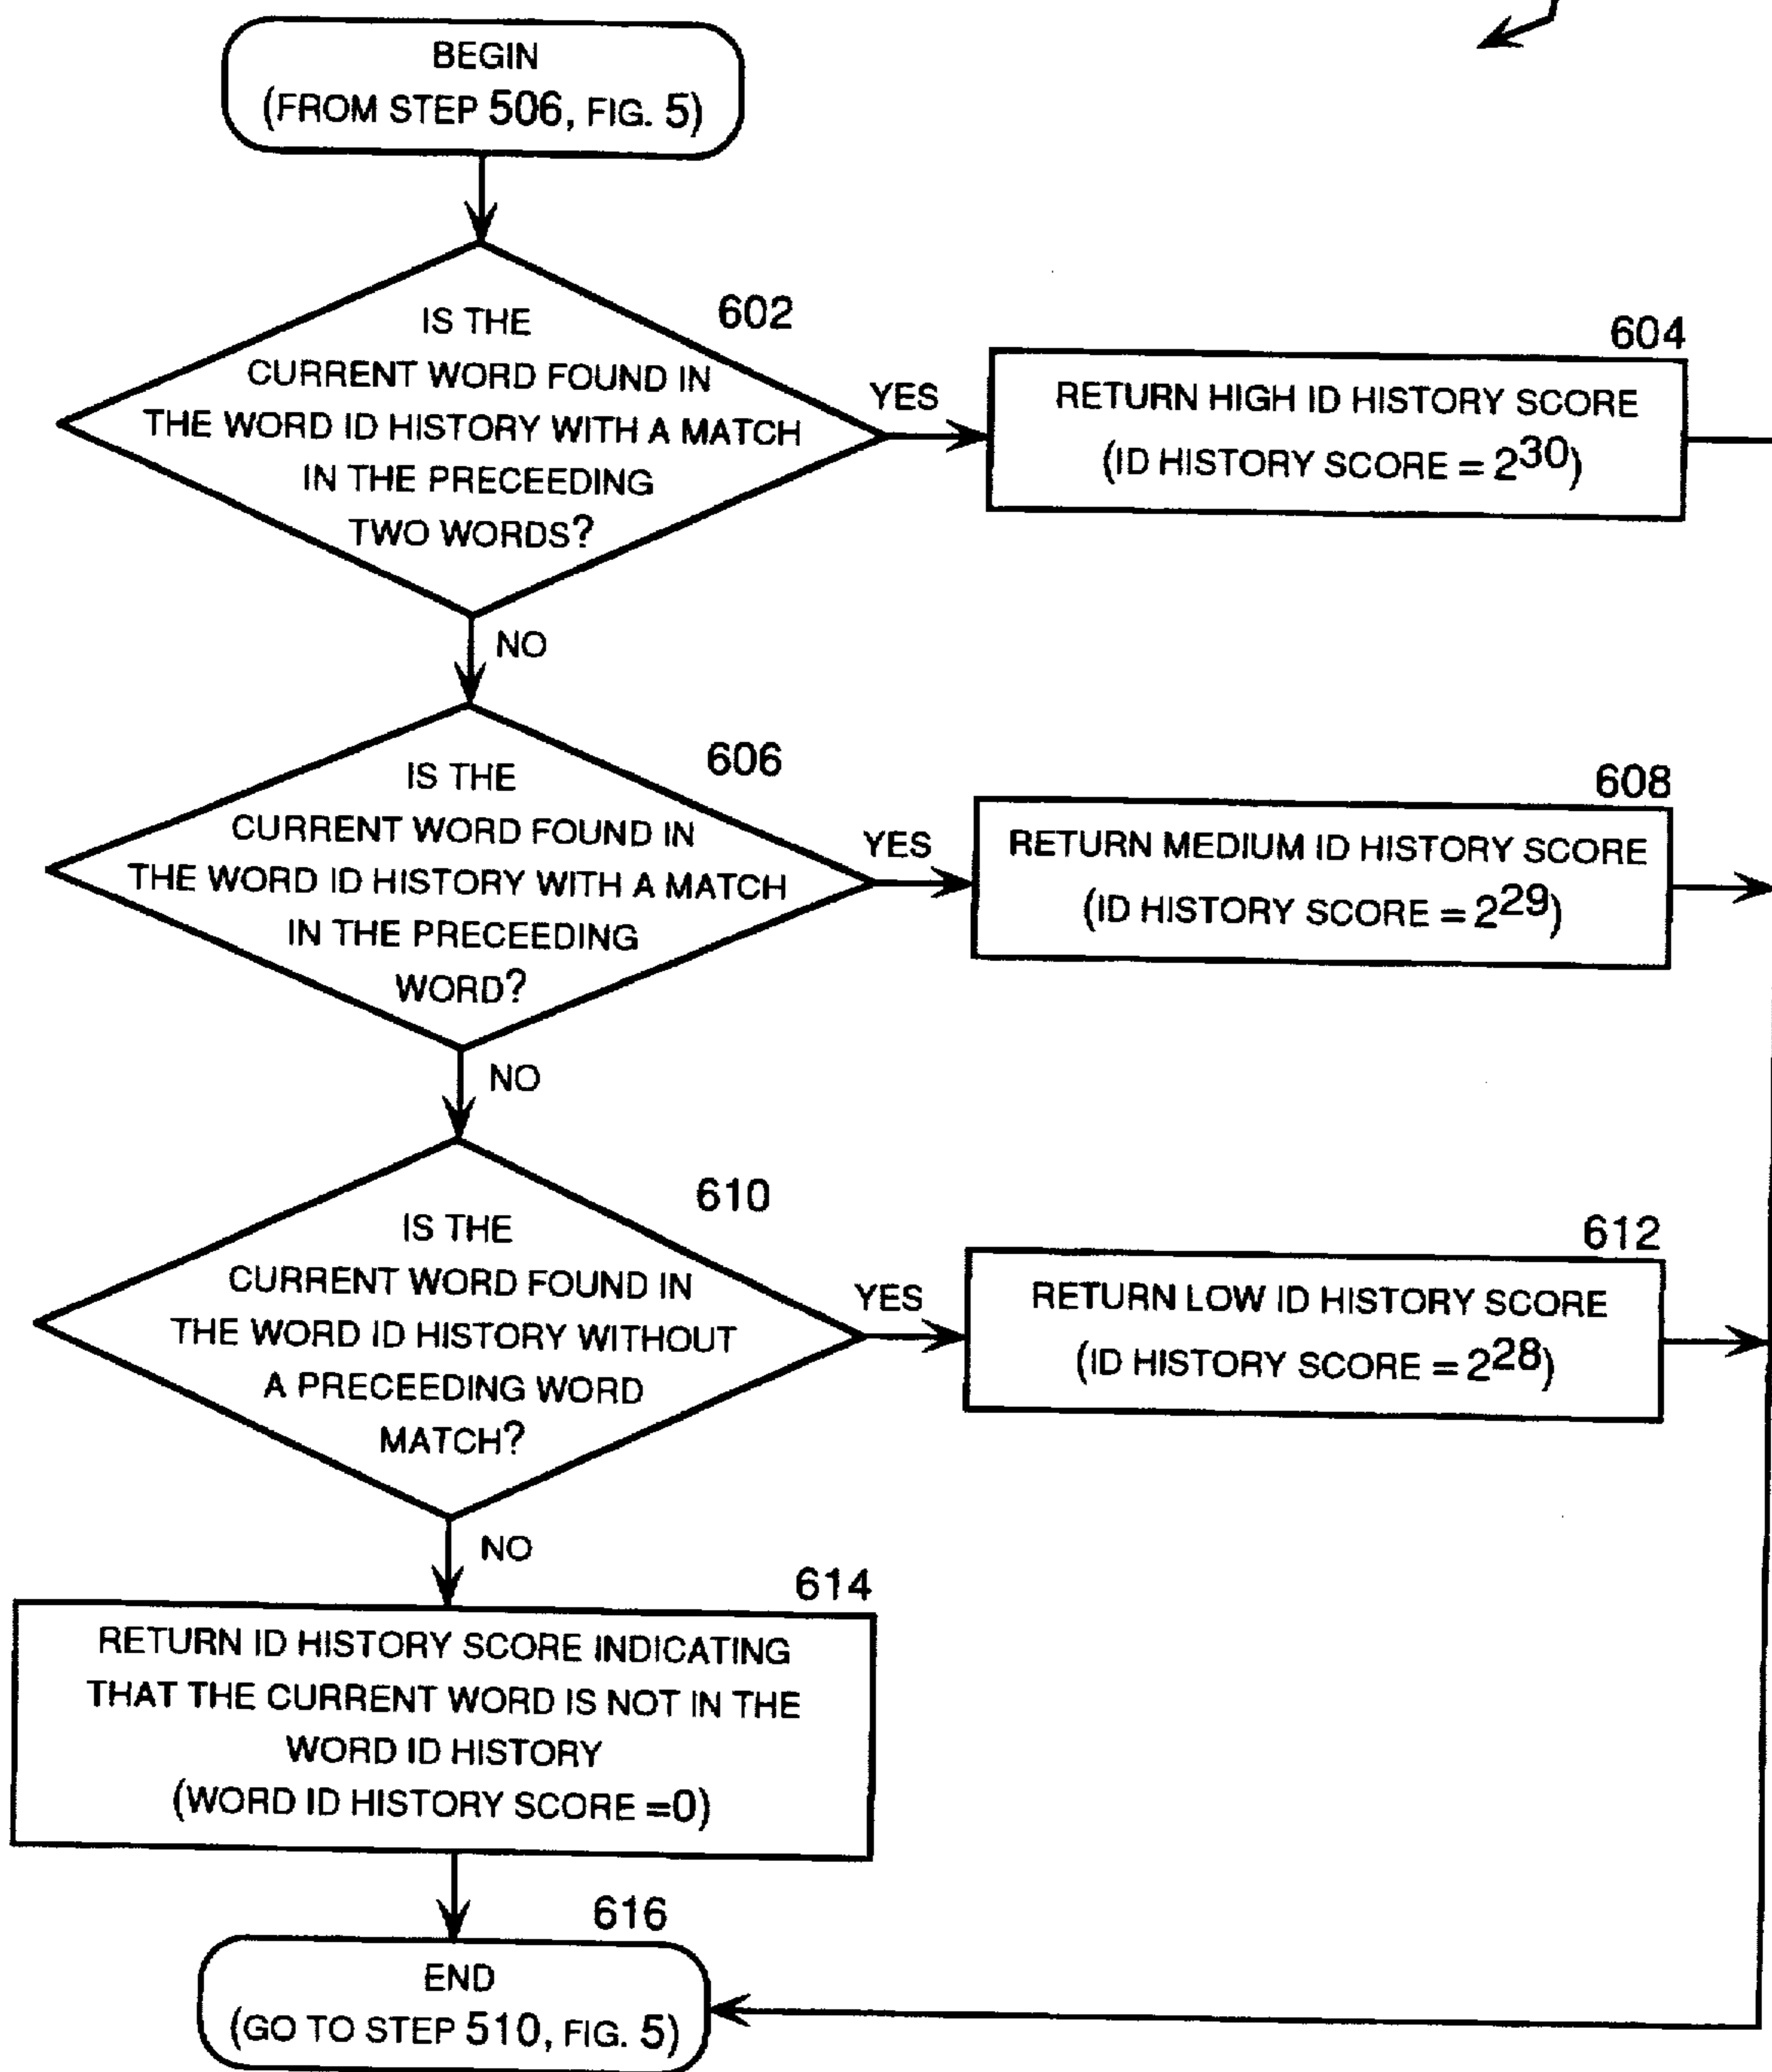 BEGIN
(FROM STEP 506, FIG. 5)
602
IS THE
CURRENT WORD FOUND IN
THE WORD ID HISTORY WITH A MATCH
IN THE PRECEEDING
TWO WORDS?
YES
604
RETURN HIGH ID HISTORY SCORE
(ID HISTORY SCORE = 2^30)
NO
606
IS THE
CURRENT WORD FOUND IN
THE WORD ID HISTORY WITH A MATCH
IN THE PRECEEDING
WORD?
YES
608
RETURN MEDIUM ID HISTORY SCORE
(ID HISTORY SCORE = 2^29)
NO
610
IS THE
CURRENT WORD FOUND IN
THE WORD ID HISTORY WITHOUT
A PRECEEDING WORD
MATCH?
YES
612
RETURN LOW ID HISTORY SCORE
(ID HISTORY SCORE = 2^28)
NO
614
RETURN ID HISTORY SCORE INDICATING
THAT THE CURRENT WORD IS NOT IN THE
WORD ID HISTORY
(WORD ID HISTORY SCORE =0)
616
END
(GO TO STEP 510, FIG. 5)